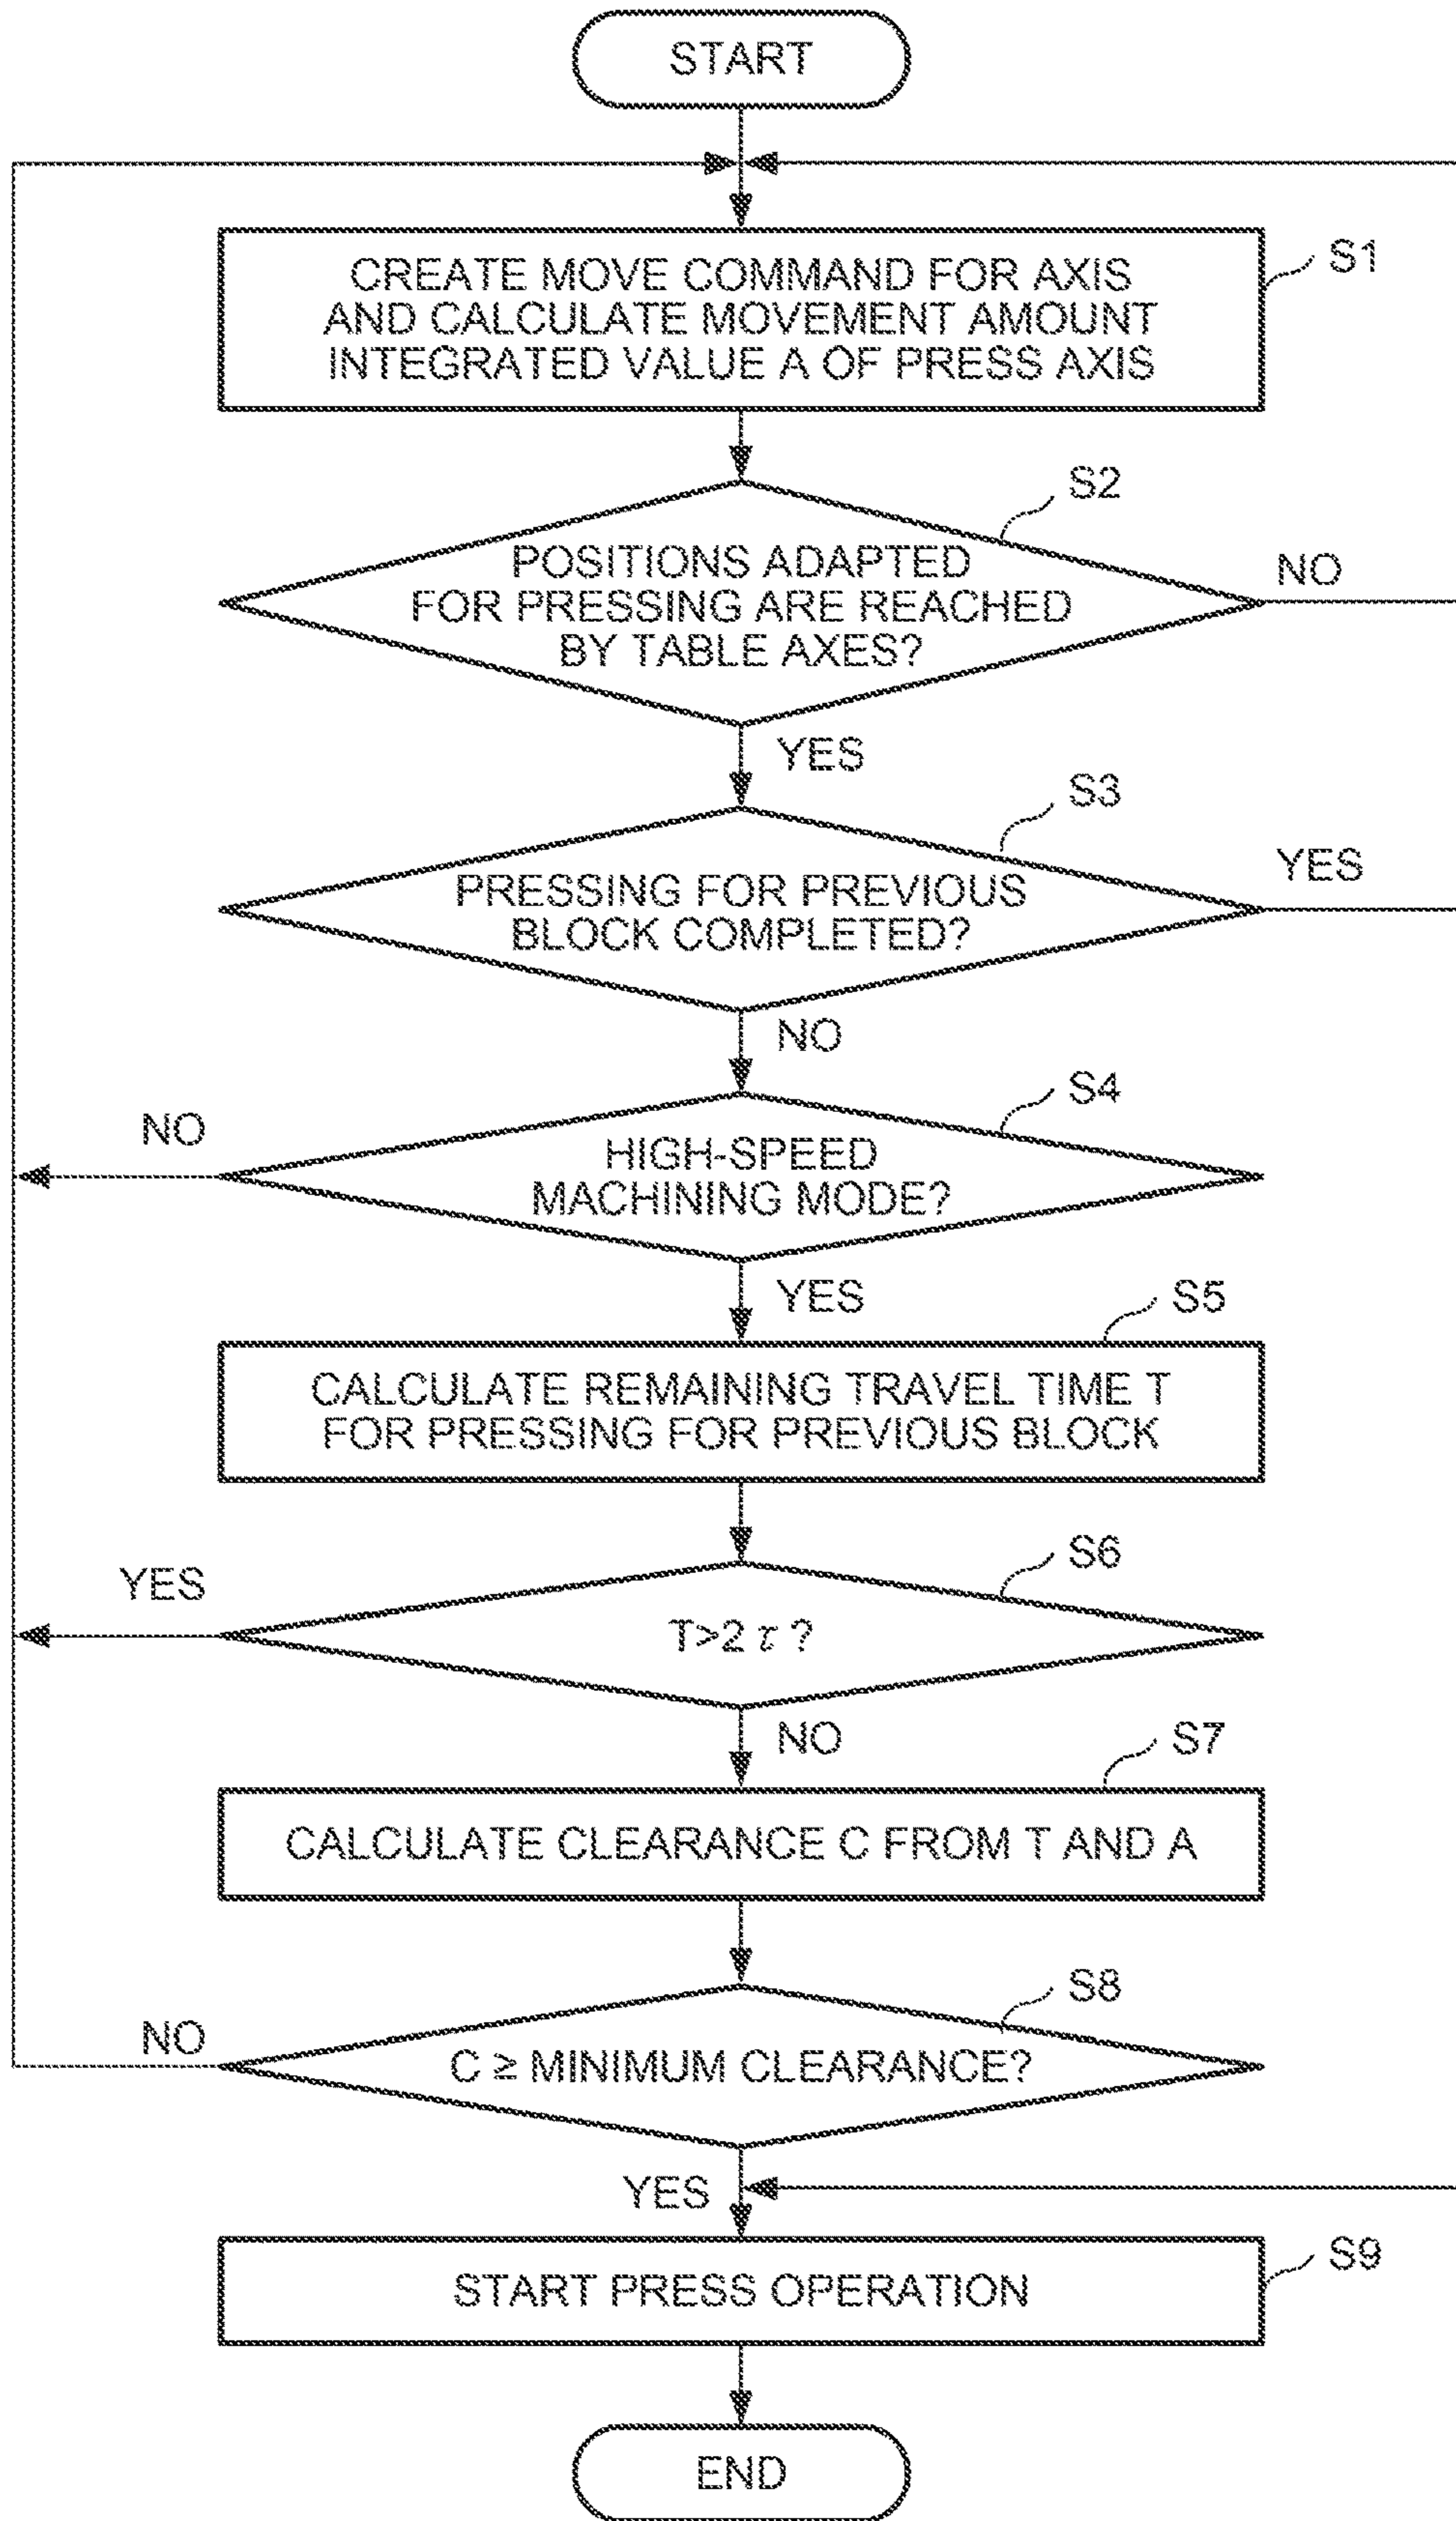 START
CREATE MOVE COMMAND FOR AXIS
AND CALCULATE MOVEMENT AMOUNT
INTEGRATED VALUE A OF PRESS AXIS
S1
POSITIONS ADAPTED
FOR PRESSING ARE REACHED
BY TABLE AXES?
S2
NO
YES
PRESSING FOR PREVIOUS
BLOCK COMPLETED?
S3
YES
NO
HIGH-SPEED
MACHINING MODE?
S4
NO
YES
CALCULATE REMAINING TRAVEL TIME T
FOR PRESSING FOR PREVIOUS BLOCK
S5
T>2 τ ?
S6
YES
NO
CALCULATE CLEARANCE C FROM T AND A
S7
C ≥ MINIMUM CLEARANCE?
S8
NO
YES
START PRESS OPERATION
S9
END